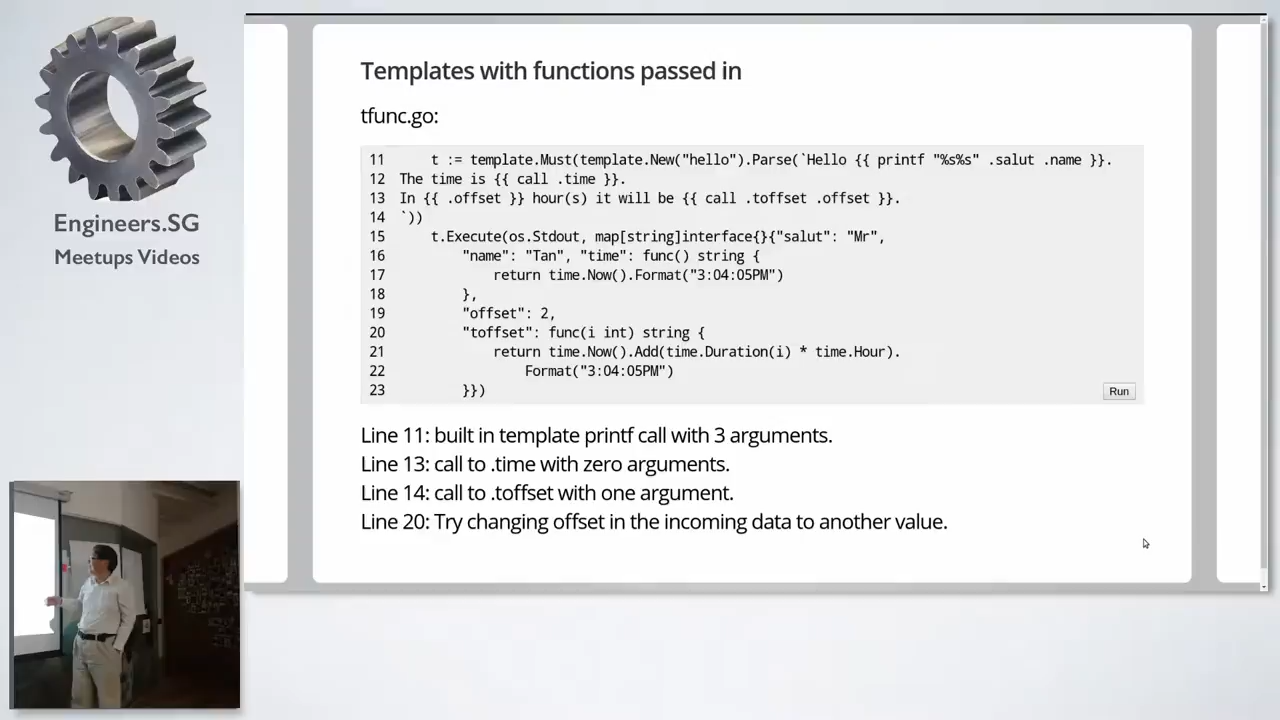 Engineers.SG
Meetups Videos
Templates with functions passed in
tfunc.go:
11 t := template.Must(template.New("hello").Parse(`Hello {{ printf "%s%s" .salut .name }}.
12 The time is {{ call .time }}.
13 In {{ .offset }} hour(s) it will be {{ call .toffset .offset }}.
14 `))
15 t.Execute(os.Stdout, map[string]interface{}{"salut": "Mr",
16 "name": "Tan", "time": func() string {
17 return time.Now().Format("3:04:05PM")
18 },
19 "offset": 2,
20 "toffset": func(i int) string {
21 return time.Now().Add(time.Duration(i) * time.Hour).
22 Format("3:04:05PM")
23 }})
Run
Line 11: built in template printf call with 3 arguments.
Line 13: call to .time with zero arguments.
Line 14: call to .toffset with one argument.
Line 20: Try changing offset in the incoming data to another value.